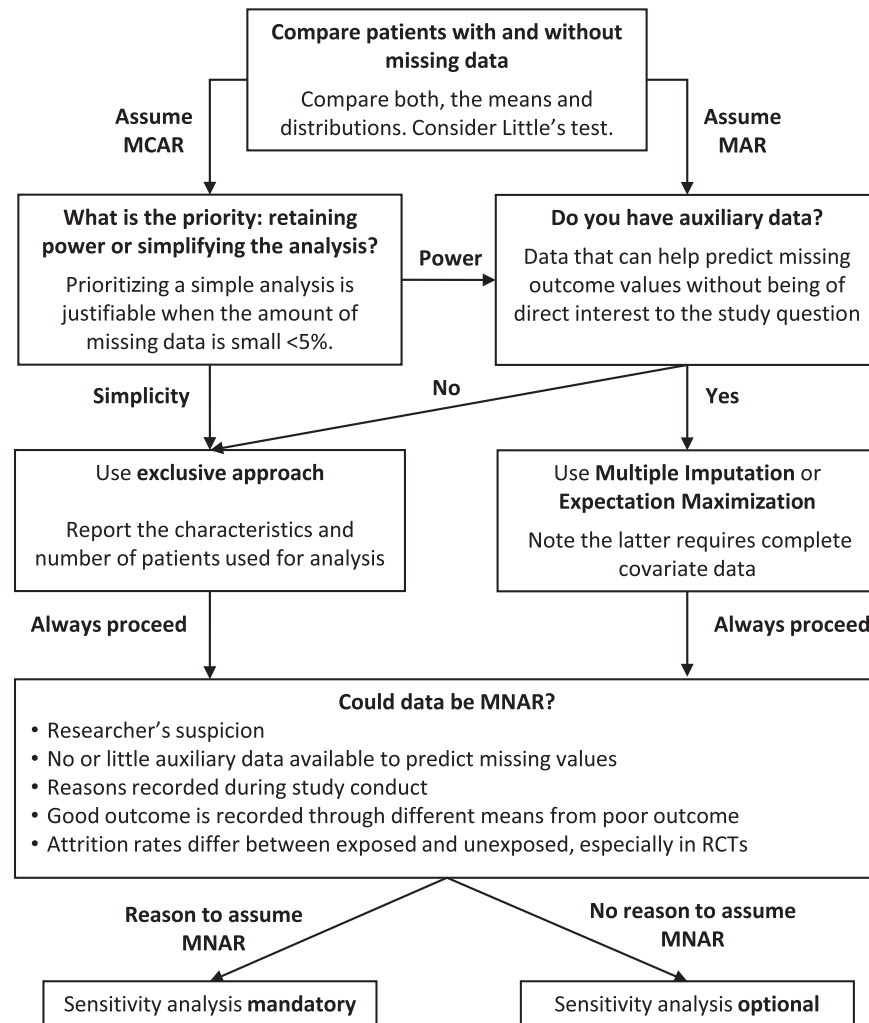 Compare patients with and without
missing data
Compare both, the means and
distributions. Consider Little's test.
Assume
MCAR
Assume
MAR
What is the priority: retaining
power or simplifying the analysis?
Prioritizing a simple analysis is
justifiable when the amount of
missing data is small <5%.
Power
Do you have auxiliary data?
Data that can help predict missing
outcome values without being of
direct interest to the study question
Simplicity
No
Yes
Use exclusive approach
Report the characteristics and
number of patients used for analysis
Use Multiple Imputation or
Expectation Maximization
Note the latter requires complete
covariate data
Always proceed
Always proceed
Could data be MNAR?
• Researcher's suspicion
• No or little auxiliary data available to predict missing values
• Reasons recorded during study conduct
• Good outcome is recorded through different means from poor outcome
• Attrition rates differ between exposed and unexposed, especially in RCTs
Reason to assume
MNAR
No reason to assume
MNAR
Sensitivity analysis mandatory
Sensitivity analysis optional